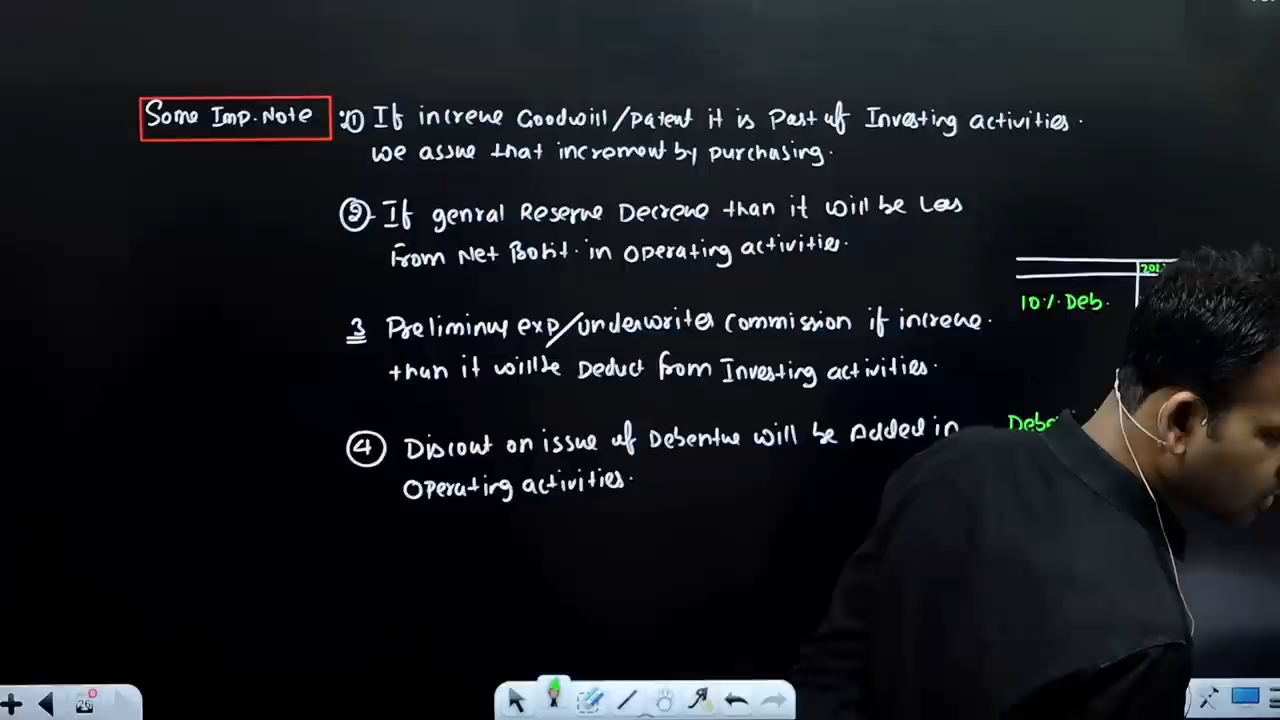 Some Imp. Note :① If increne Goodwill/patent it is Part of Investing activities.
we assue that increment by purchasing.
② If genral Reserve Decrene than it will be Les
from Net Profit in operating activities.
3 Preliminary exp/underwriter commission if increne.
than it will be Deduct from Investing activities.
④ Discout on issue of Debentue will be Added in
Operating activities.
10% Deb.
26